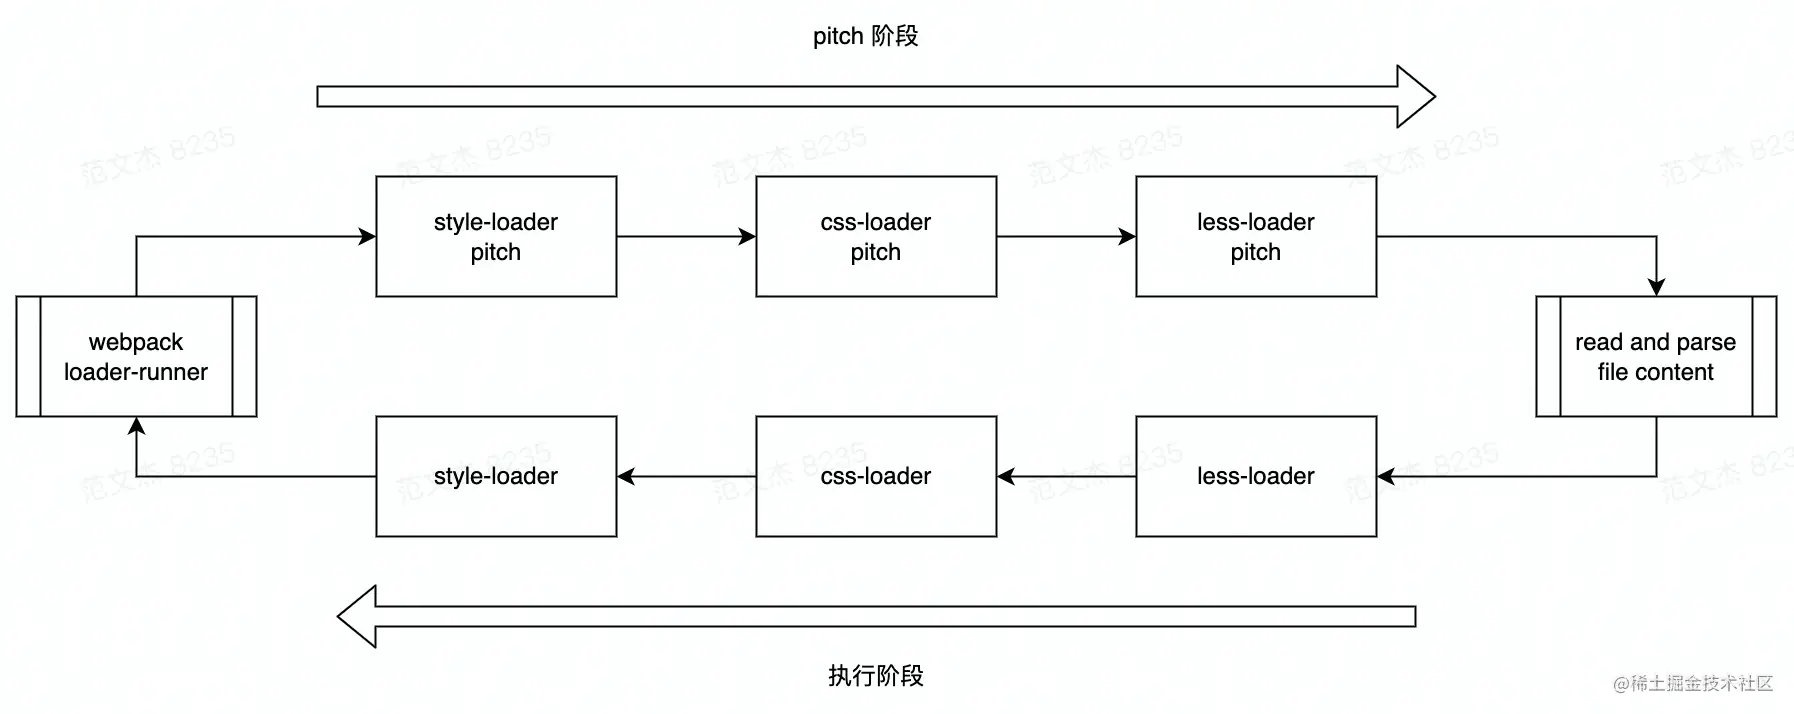 pitch 阶段
范文杰 8235
范文杰 8235
范文杰 8235
范文杰 8235
范文杰 8235
范文杰 823
style-loader
pitch
css-loader
pitch
less-loader
pitch
webpack
loader-runner
read and parse
file content
范文杰 8235
范文杰 8235
范文杰 8235
范文杰 8235
范文杰 8235
范文杰 823
style-loader
css-loader
less-loader
执行阶段
@稀土掘金技术社区